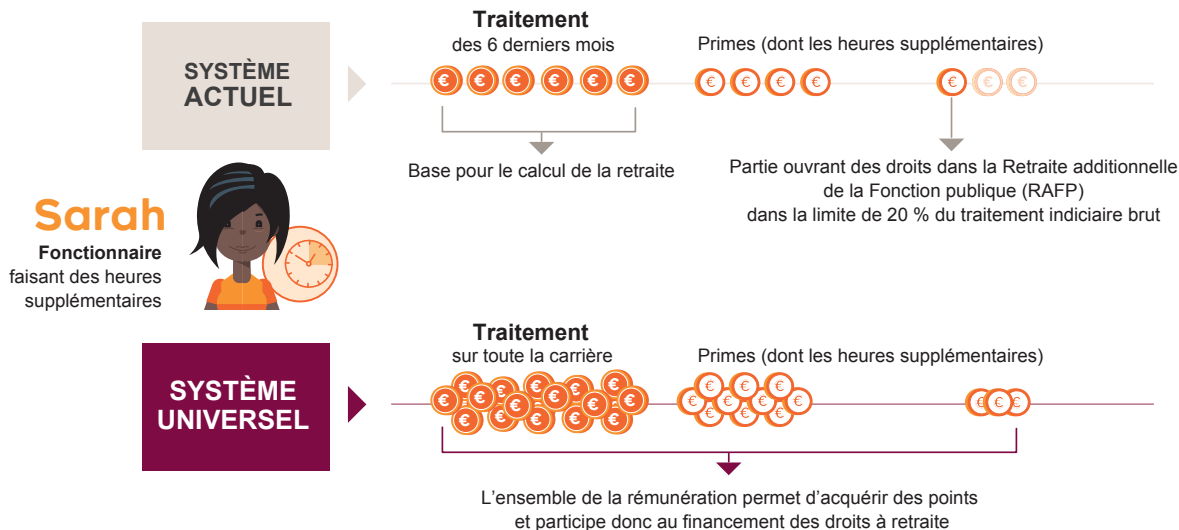 SYSTÈME
ACTUEL
Traitement
des 6 derniers mois
Primes (dont les heures supplémentaires)
€ € € € € €
€ € € €
€ € €
Base pour le calcul de la retraite
Partie ouvrant des droits dans la Retraite additionnelle
de la Fonction publique (RAFP)
dans la limite de 20 % du traitement indiciaire brut
Sarah
Fonctionnaire
faisant des heures
supplémentaires
SYSTÈME
UNIVERSEL
Traitement
sur toute la carrière
Primes (dont les heures supplémentaires)
€ € € € € € € € € € € € € € € €
€ € € € € € € € € €
€ € €
L'ensemble de la rémunération permet d'acquérir des points
et participe donc au financement des droits à retraite